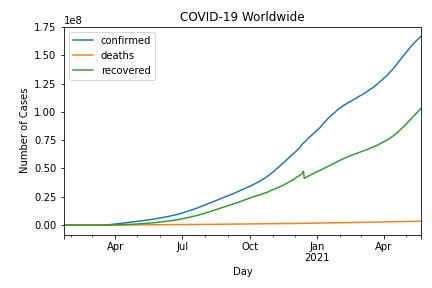 COVID-19 Worldwide
1e8
1.75
1.50
1.25
1.00
0.75
0.50
0.25
0.00
Number of Cases
confirmed
deaths
recovered
Apr
Jul
Oct
Jan
2021
Apr
Day